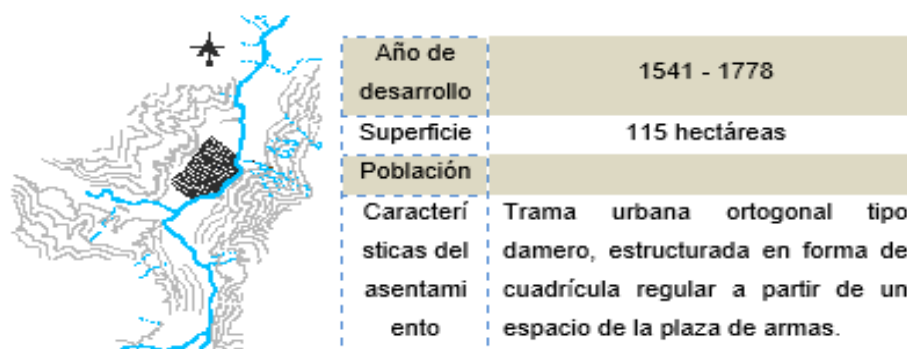 Año de
desarrollo
1541 - 1778
Superficie
115 hectáreas
Población
Caracterí
sticas del
asentami
ento
Trama urbana ortogonal tipo
damero, estructurada en forma de
cuadrícula regular a partir de un
espacio de la plaza de armas.